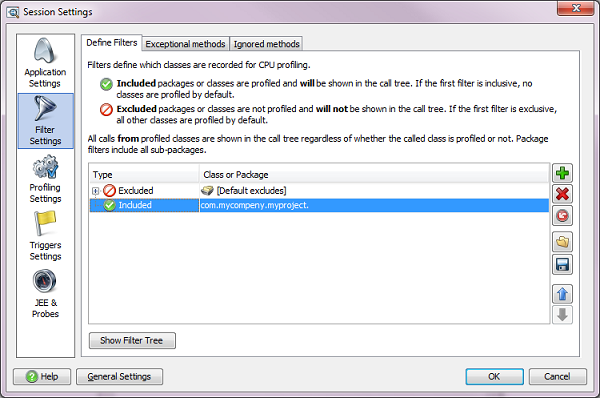 Session Settings
Application
Settings
Filter
Settings
Profiling
Settings
Triggers
Settings
JEE &
Probes
Define Filters
Exceptional methods
Ignored methods
Filters define which classes are recorded for CPU profiling.
Included packages or classes are profiled and will be shown in the call tree. If the first filter is inclusive, no
classes are profiled by default.
Excluded packages or classes are not profiled and will not be shown in the call tree. If the first filter is exclusive,
all other classes are profiled by default.
All calls from profiled classes are shown in the call tree regardless of whether the called class is profiled or not. Package
filters include all sub-packages.
Type Class or Package
Excluded [Default excludes]
Included com.mycompeny.myproject.
Show Filter Tree
Help
General Settings
OK
Cancel